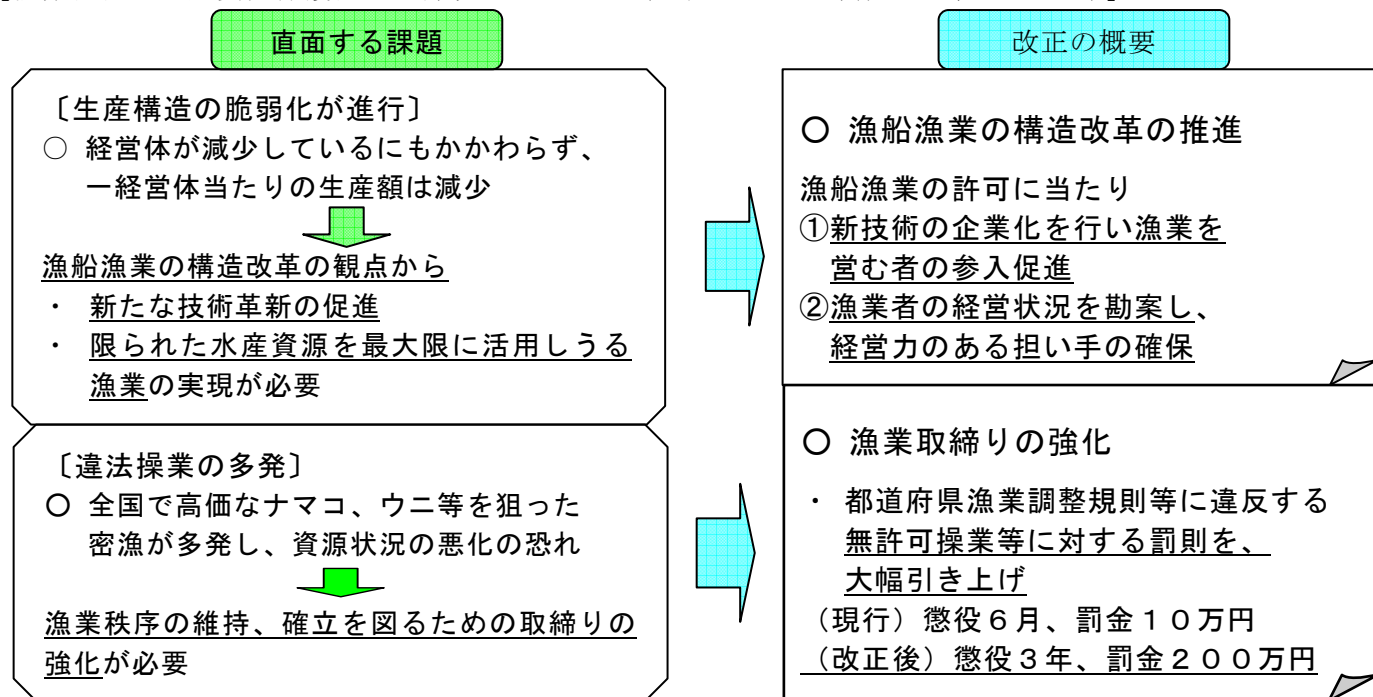 直面する課題
〔生産構造の脆弱化が進行〕
○ 経営体が減少しているにもかかわらず、
一経営体当たりの生産額は減少
漁船漁業の構造改革の観点から
・ 新たな技術革新の促進
・ 限られた水産資源を最大限に活用しうる
漁業の実現が必要
〔違法操業の多発〕
○ 全国で高価なナマコ、ウニ等を狙った
密漁が多発し、資源状況の悪化の恐れ
漁業秩序の維持、確立を図るための取締りの
強化が必要
改正の概要
○ 漁船漁業の構造改革の推進
漁船漁業の許可に当たり
①新技術の企業化を行い漁業を
営む者の参入促進
②漁業者の経営状況を勘案し、
経営力のある担い手の確保
○ 漁業取締りの強化
・ 都道府県漁業調整規則等に違反する
無許可操業等に対する罰則を、
大幅引き上げ
（現行）懲役６月、罰金１０万円
（改正後）懲役３年、罰金２００万円